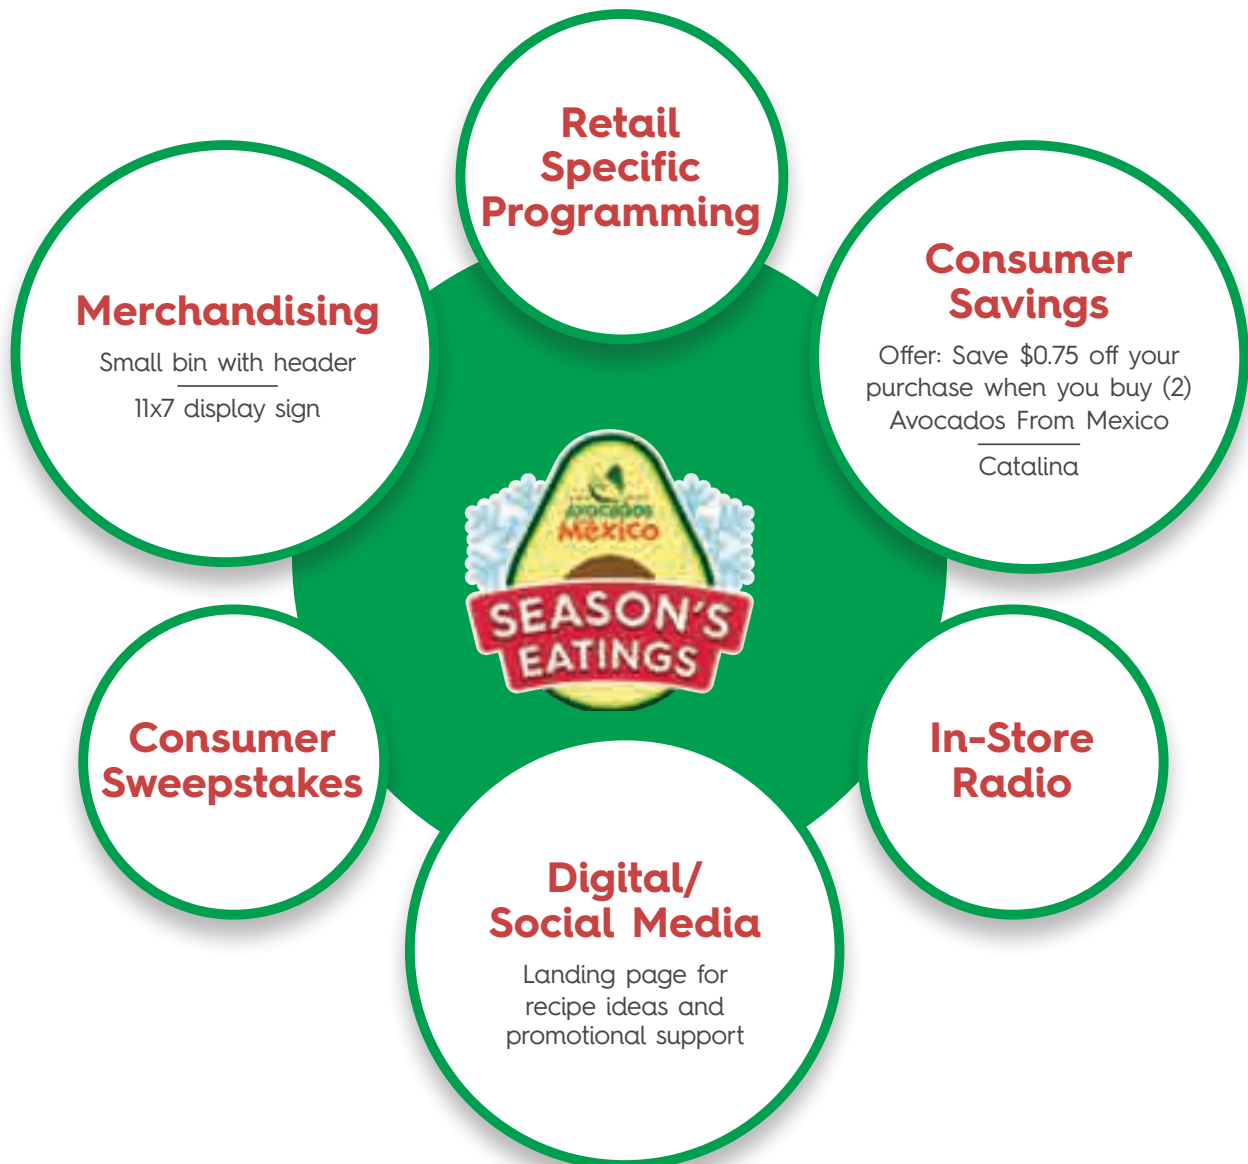 Retail
Specific
Programming
Merchandising
Small bin with header
11x7 display sign
Consumer
Savings
Offer: Save $0.75 off your
purchase when you buy (2)
Avocados From Mexico
Catalina
AVOCADOS
MéxiCO
SEASON'S
EATINGS
Consumer
Sweepstakes
In-Store
Radio
Digital/
Social Media
Landing page for
recipe ideas and
promotional support